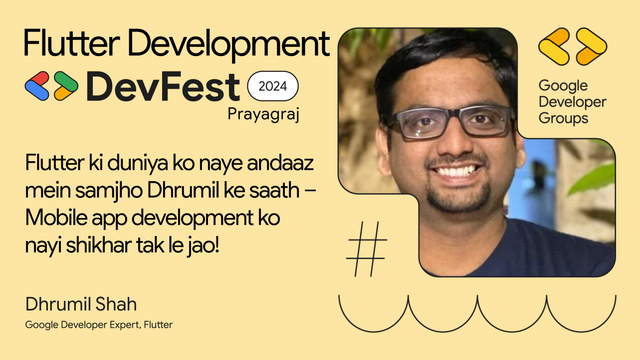 Flutter Development
DevFest 2024
Prayagraj
Flutter ki duniya ko naye andaaz
mein samjho Dhrumil ke saath –
Mobile app development ko
nayi shikhar tak le jao!
Dhrumil Shah
Google Developer Expert, Flutter
Google
Developer
Groups
#